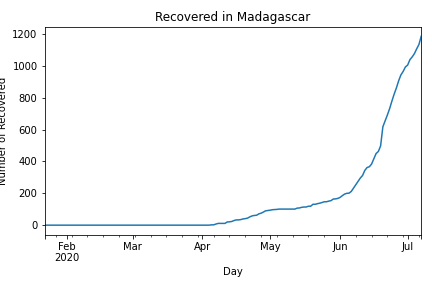 Recovered in Madagascar
Number of Recovered
1200
1000
800
600
400
200
0
Feb
2020
Mar
Apr
May
Jun
Jul
Day